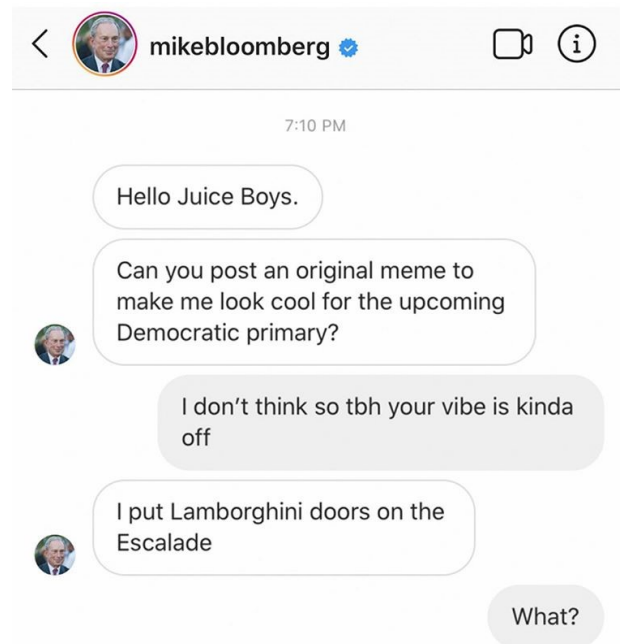 mikebloomberg
7:10 PM
Hello Juice Boys.
Can you post an original meme to
make me look cool for the upcoming
Democratic primary?
I don’t think so tbh your vibe is kinda
off
I put Lamborghini doors on the
Escalade
What?